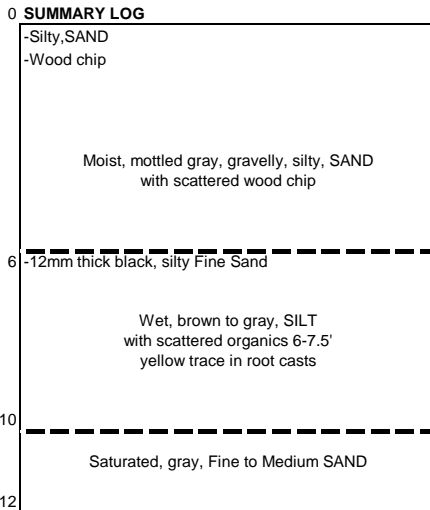 0 SUMMARY LOG
-Silty,SAND
-Wood chip
Moist, mottled gray, gravelly, silty, SAND
with scattered wood chip
6 -12mm thick black, silty Fine Sand
Wet, brown to gray, SILT
with scattered organics 6-7.5'
yellow trace in root casts
10
Saturated, gray, Fine to Medium SAND
12